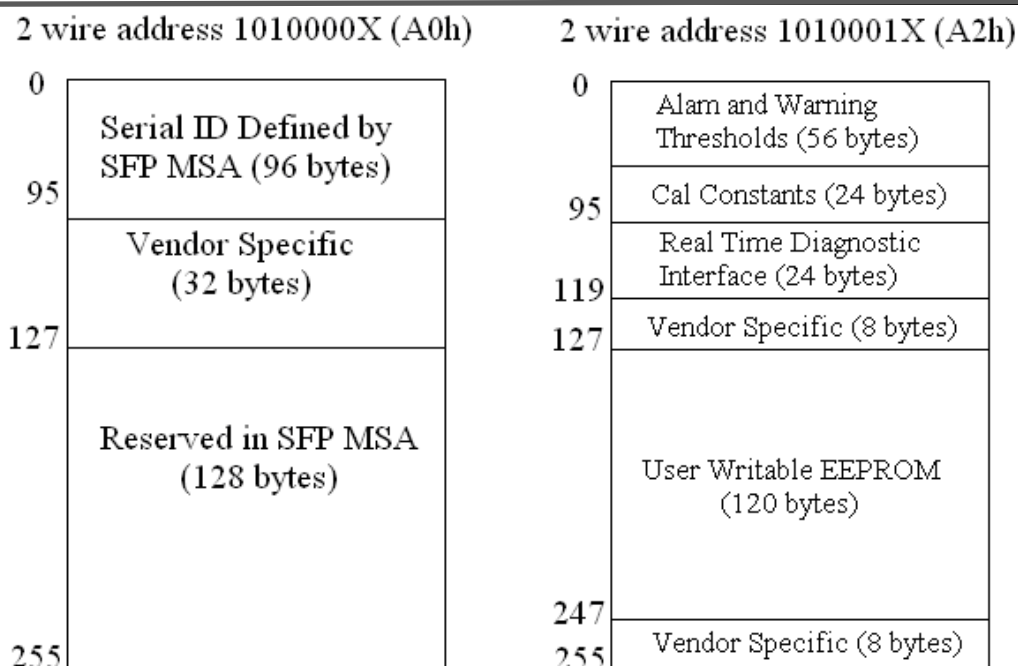 2 wire address 1010000X (A0h)
0
Serial ID Defined by
SFP MSA (96 bytes)
95
Vendor Specific
(32 bytes)
127
Reserved in SFP MSA
(128 bytes)
255
2 wire address 1010001X (A2h)
0
Alam and Warning
Thresholds (56 bytes)
Cal Constants (24 bytes)
95
Real Time Diagnostic
Interface (24 bytes)
119
Vendor Specific (8 bytes)
127
User Writable EEPROM
(120 bytes)
247
Vendor Specific (8 bytes)
255